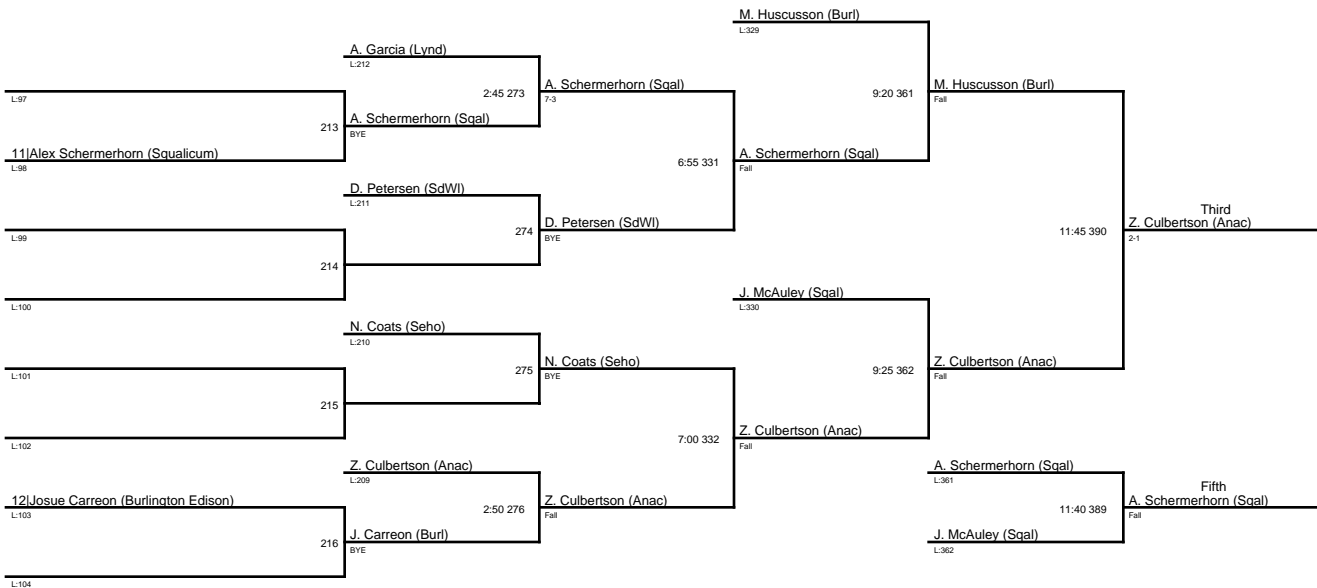 M. Huscusson (Burl)
L:329
A. Garcia (Lynd)
L:212
2:45 273
A. Schermerhorn (Sqal)
7-3
9:20 361
M. Huscusson (Burl)
Fall
L:97
213
A. Schermerhorn (Sqal)
BYE
11|Alex Schermerhorn (Squalicum)
L:98
6:55 331
A. Schermerhorn (Sqal)
Fall
D. Petersen (SdWl)
L:211
Third
L:99
274
D. Petersen (SdWl)
BYE
11:45 390
Z. Culbertson (Anac)
2-1
214
L:100
J. McAuley (Sqal)
L:330
N. Coats (Seho)
L:210
L:101
275
N. Coats (Seho)
BYE
9:25 362
Z. Culbertson (Anac)
Fall
215
L:102
7:00 332
Z. Culbertson (Anac)
Fall
Z. Culbertson (Anac)
L:209
A. Schermerhorn (Sqal)
L:361
Fifth
12|Josue Carreon (Burlington Edison)
L:103
2:50 276
Z. Culbertson (Anac)
Fall
11:40 389
A. Schermerhorn (Sqal)
Fall
216
J. Carreon (Burl)
BYE
J. McAuley (Sqal)
L:362
L:104